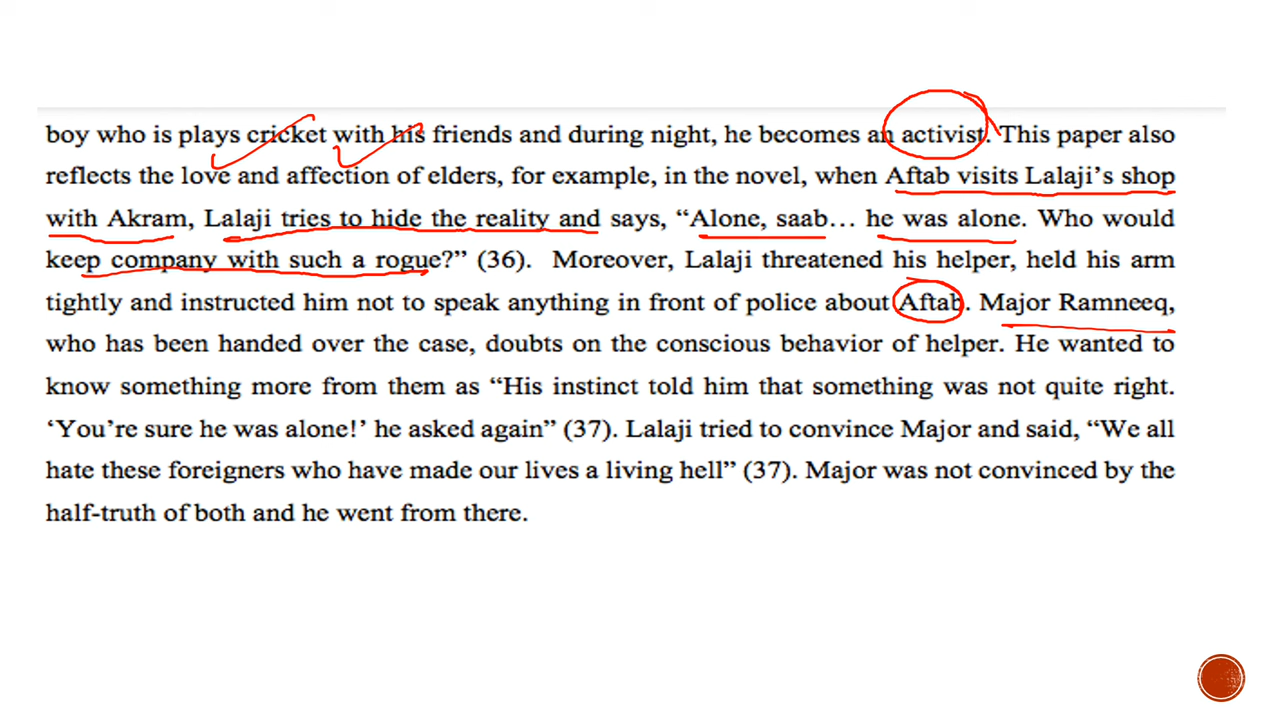 boy who is plays cricket with his friends and during night, he becomes an activist. This paper also
reflects the love and affection of elders, for example, in the novel, when Aftab visits Lalaji’s shop
with Akram, Lalaji tries to hide the reality and says, “Alone, saab… he was alone. Who would
keep company with such a rogue?” (36). Moreover, Lalaji threatened his helper, held his arm
tightly and instructed him not to speak anything in front of police about Aftab. Major Ramneeq,
who has been handed over the case, doubts on the conscious behavior of helper. He wanted to
know something more from them as “His instinct told him that something was not quite right.
‘You’re sure he was alone!’ he asked again” (37). Lalaji tried to convince Major and said, “We all
hate these foreigners who have made our lives a living hell” (37). Major was not convinced by the
half-truth of both and he went from there.